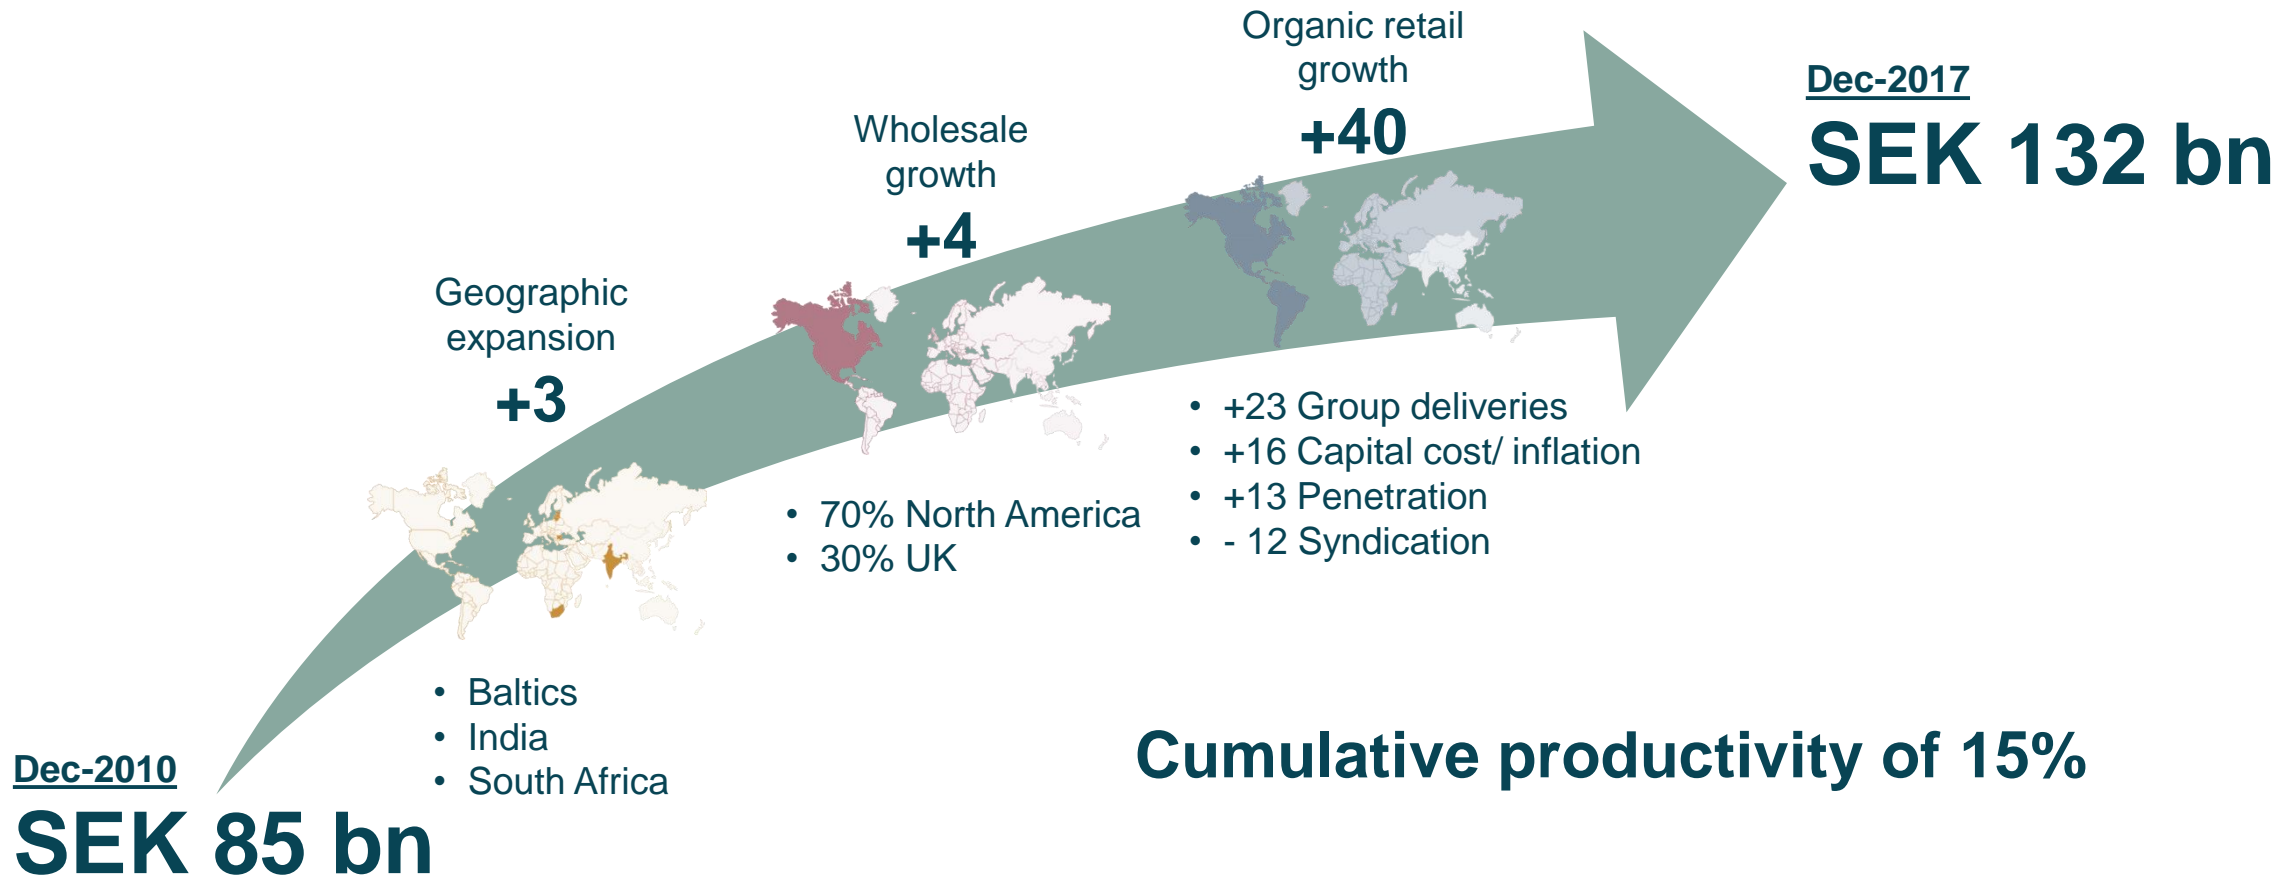 Organic retail
growth
+40
Dec-2017
SEK 132 bn
Wholesale
growth
+4
Geographic
expansion
+3
• +23 Group deliveries
• +16 Capital cost/ inflation
• +13 Penetration
• - 12 Syndication
• 70% North America
• 30% UK
• Baltics
• India
• South Africa
Cumulative productivity of 15%
Dec-2010
SEK 85 bn